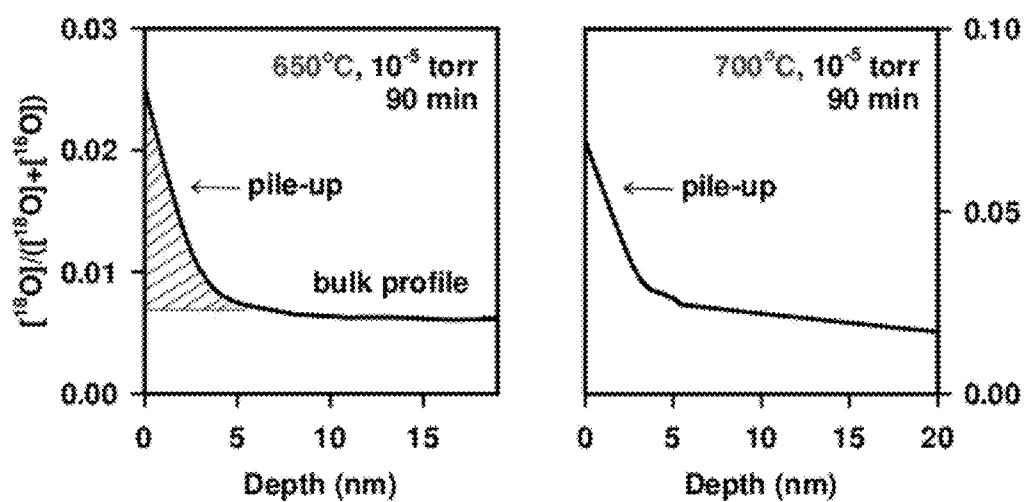 0.03
0.02
0.01
0.00
[¹⁸O]/([¹⁸O]+[¹⁶O])
650°C, 10⁻⁵ torr
90 min
pile-up
bulk profile
0 5 10 15
Depth (nm)
700°C, 10⁻⁵ torr
90 min
pile-up
0.10
0.05
0.00
0 5 10 15 20
Depth (nm)